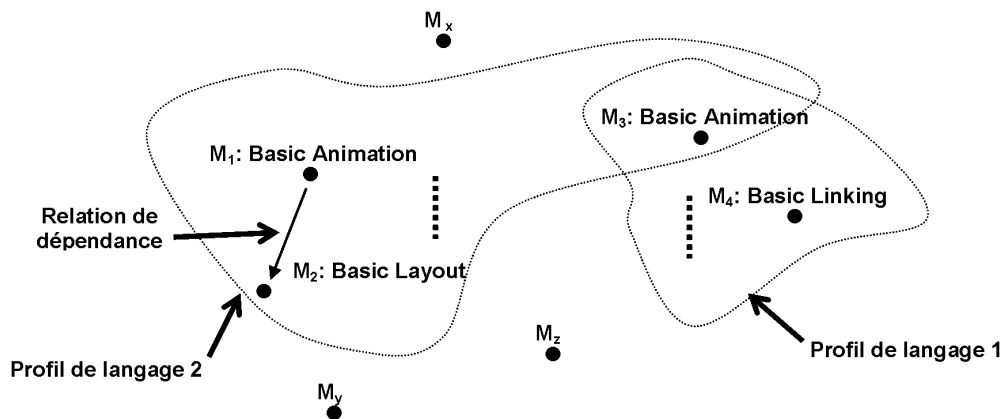 Mx
M3: Basic Animation
M1: Basic Animation
M4: Basic Linking
Relation de
dépendance
M2: Basic Layout
Mz
Profil de langage 1
Profil de langage 2
My